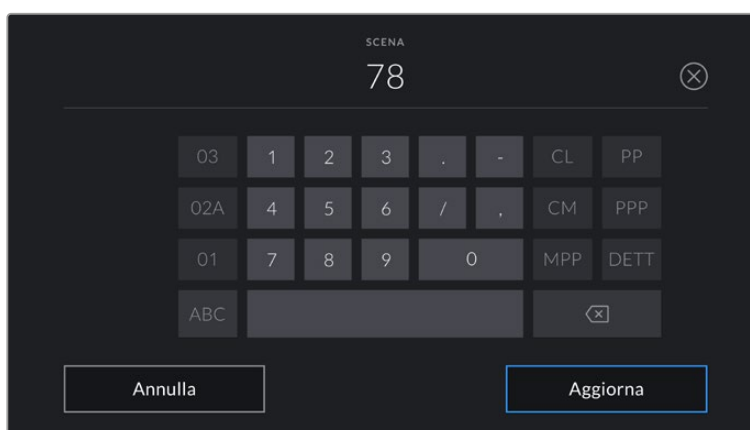 SCENA
78
03 1 2 3 . - CL PP
02A 4 5 6 / , CM PPP
01 7 8 9 0 MPP DETT
ABC
Annulla Aggiorna